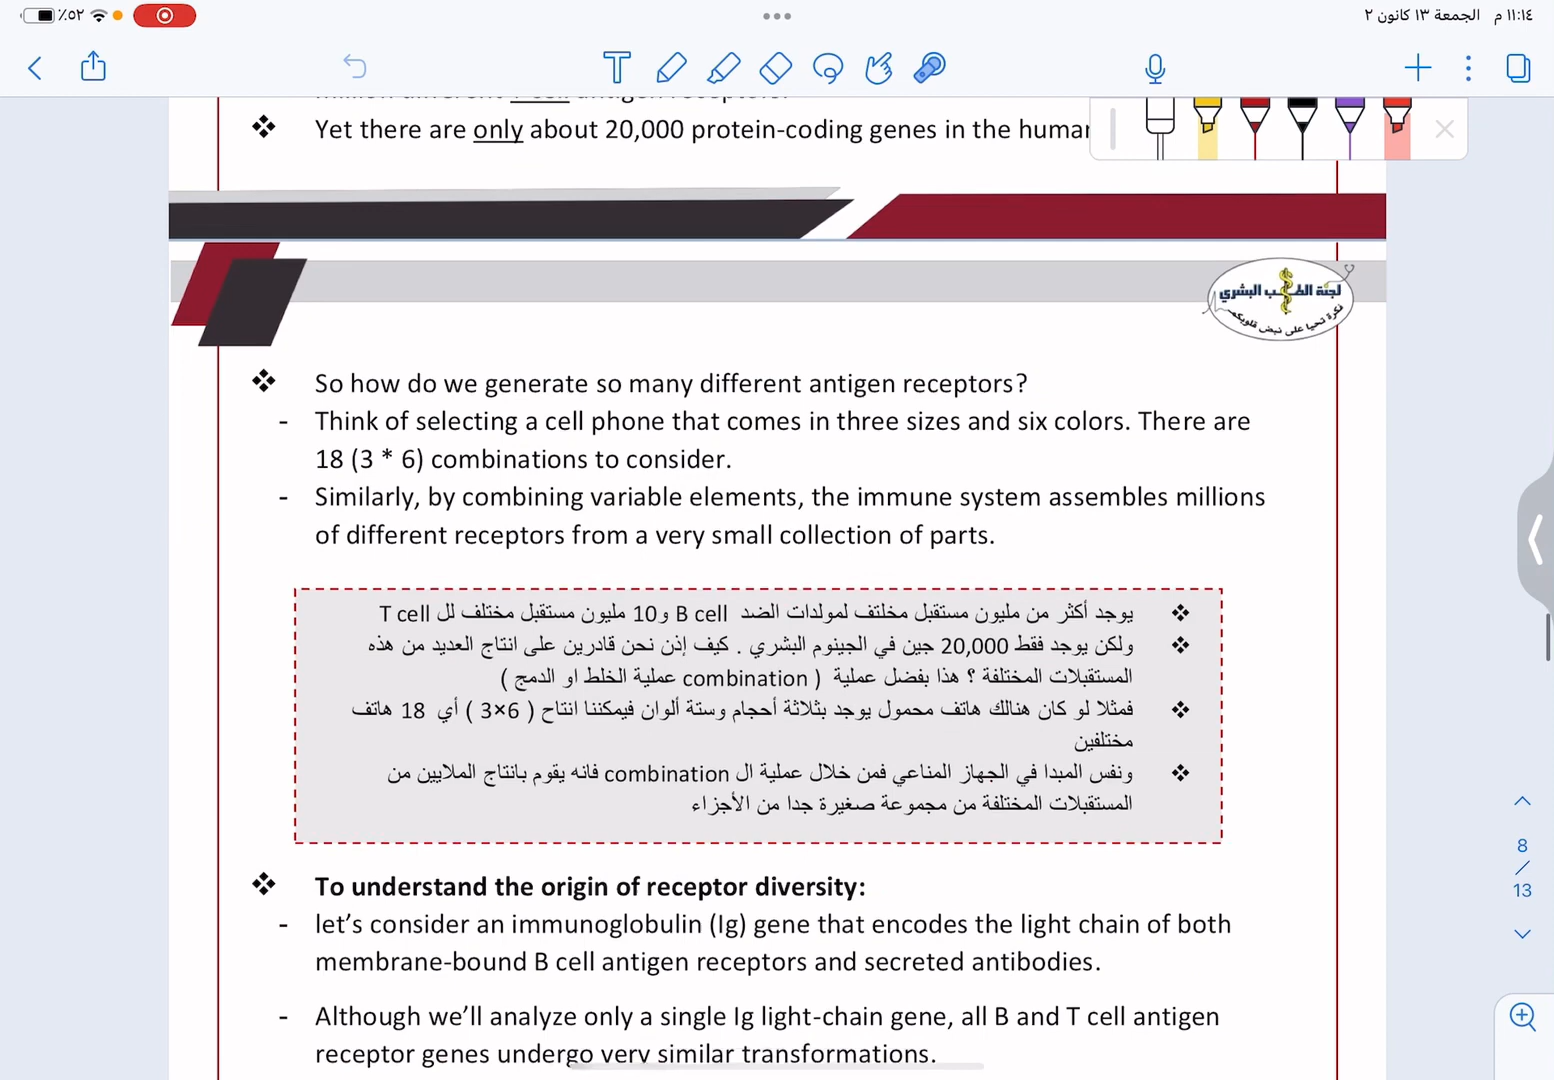 ٪٥٢
١١:١٤ م الجمعة ١٣ كانون ٢
Yet there are only about 20,000 protein-coding genes in the human
لجنة الطب البشري
فكرة تحيا على نبض قلوبكم
So how do we generate so many different antigen receptors?
- Think of selecting a cell phone that comes in three sizes and six colors. There are
18 (3 * 6) combinations to consider.
- Similarly, by combining variable elements, the immune system assembles millions
of different receptors from a very small collection of parts.
يوجد أكثر من مليون مستقبل مخلتف لمولدات الضد B cell و10 مليون مستقبل مختلف لل T cell
ولكن يوجد فقط 20,000 جين في الجينوم البشري . كيف إذن نحن قادرين على انتاج العديد من هذه
المستقبلات المختلفة ؟ هذا بفضل عملية ( combination عملية الخلط او الدمج )
فمثلا لو كان هنالك هاتف محمول يوجد بثلاثة أحجام وستة ألوان فيمكننا انتاج ( 6×3 ) أي 18 هاتف
مختلفين
ونفس المبدا في الجهاز المناعي فمن خلال عملية ال combination فانه يقوم بانتاج الملايين من
المستقبلات المختلفة من مجموعة صغيرة جدا من الأجزاء
To understand the origin of receptor diversity:
- let’s consider an immunoglobulin (Ig) gene that encodes the light chain of both
membrane-bound B cell antigen receptors and secreted antibodies.
- Although we’ll analyze only a single Ig light-chain gene, all B and T cell antigen
receptor genes undergo very similar transformations.
8
/
13